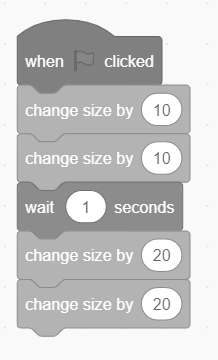 when clicked
change size by 10
change size by 10
wait 1 seconds
change size by 20
change size by 20